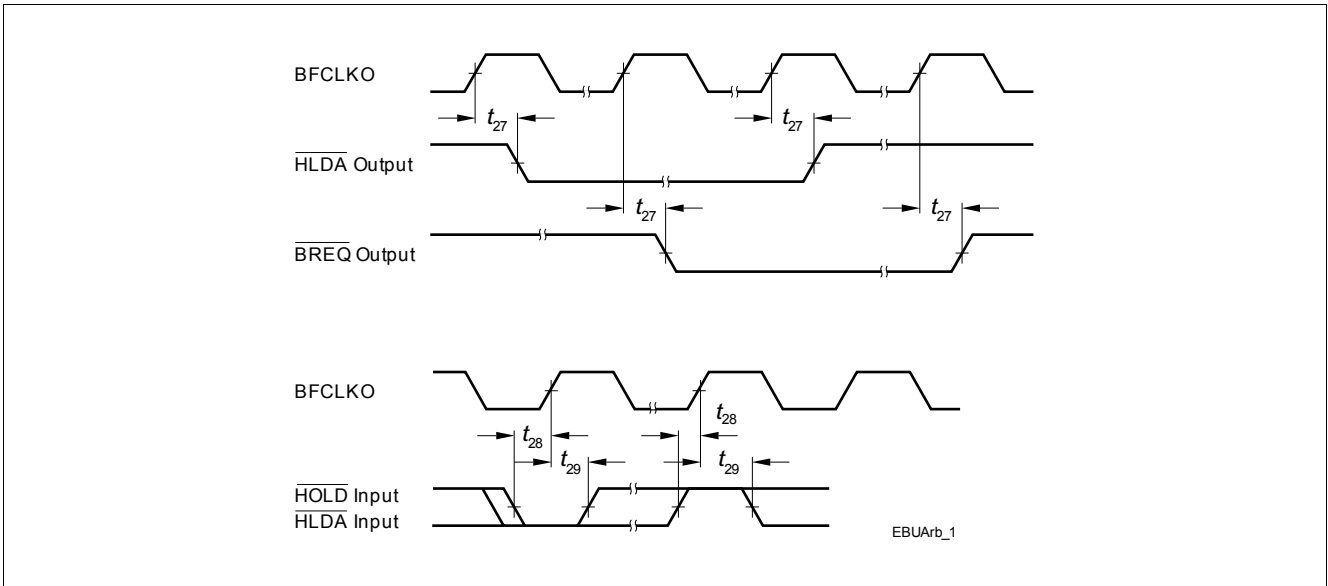 BFCLKO
t27 t27
HLDA Output
t27 t27
BREQ Output
BFCLKO
t28
t28
t29 t29
HOLD Input
HLDA Input
EBUArb_1